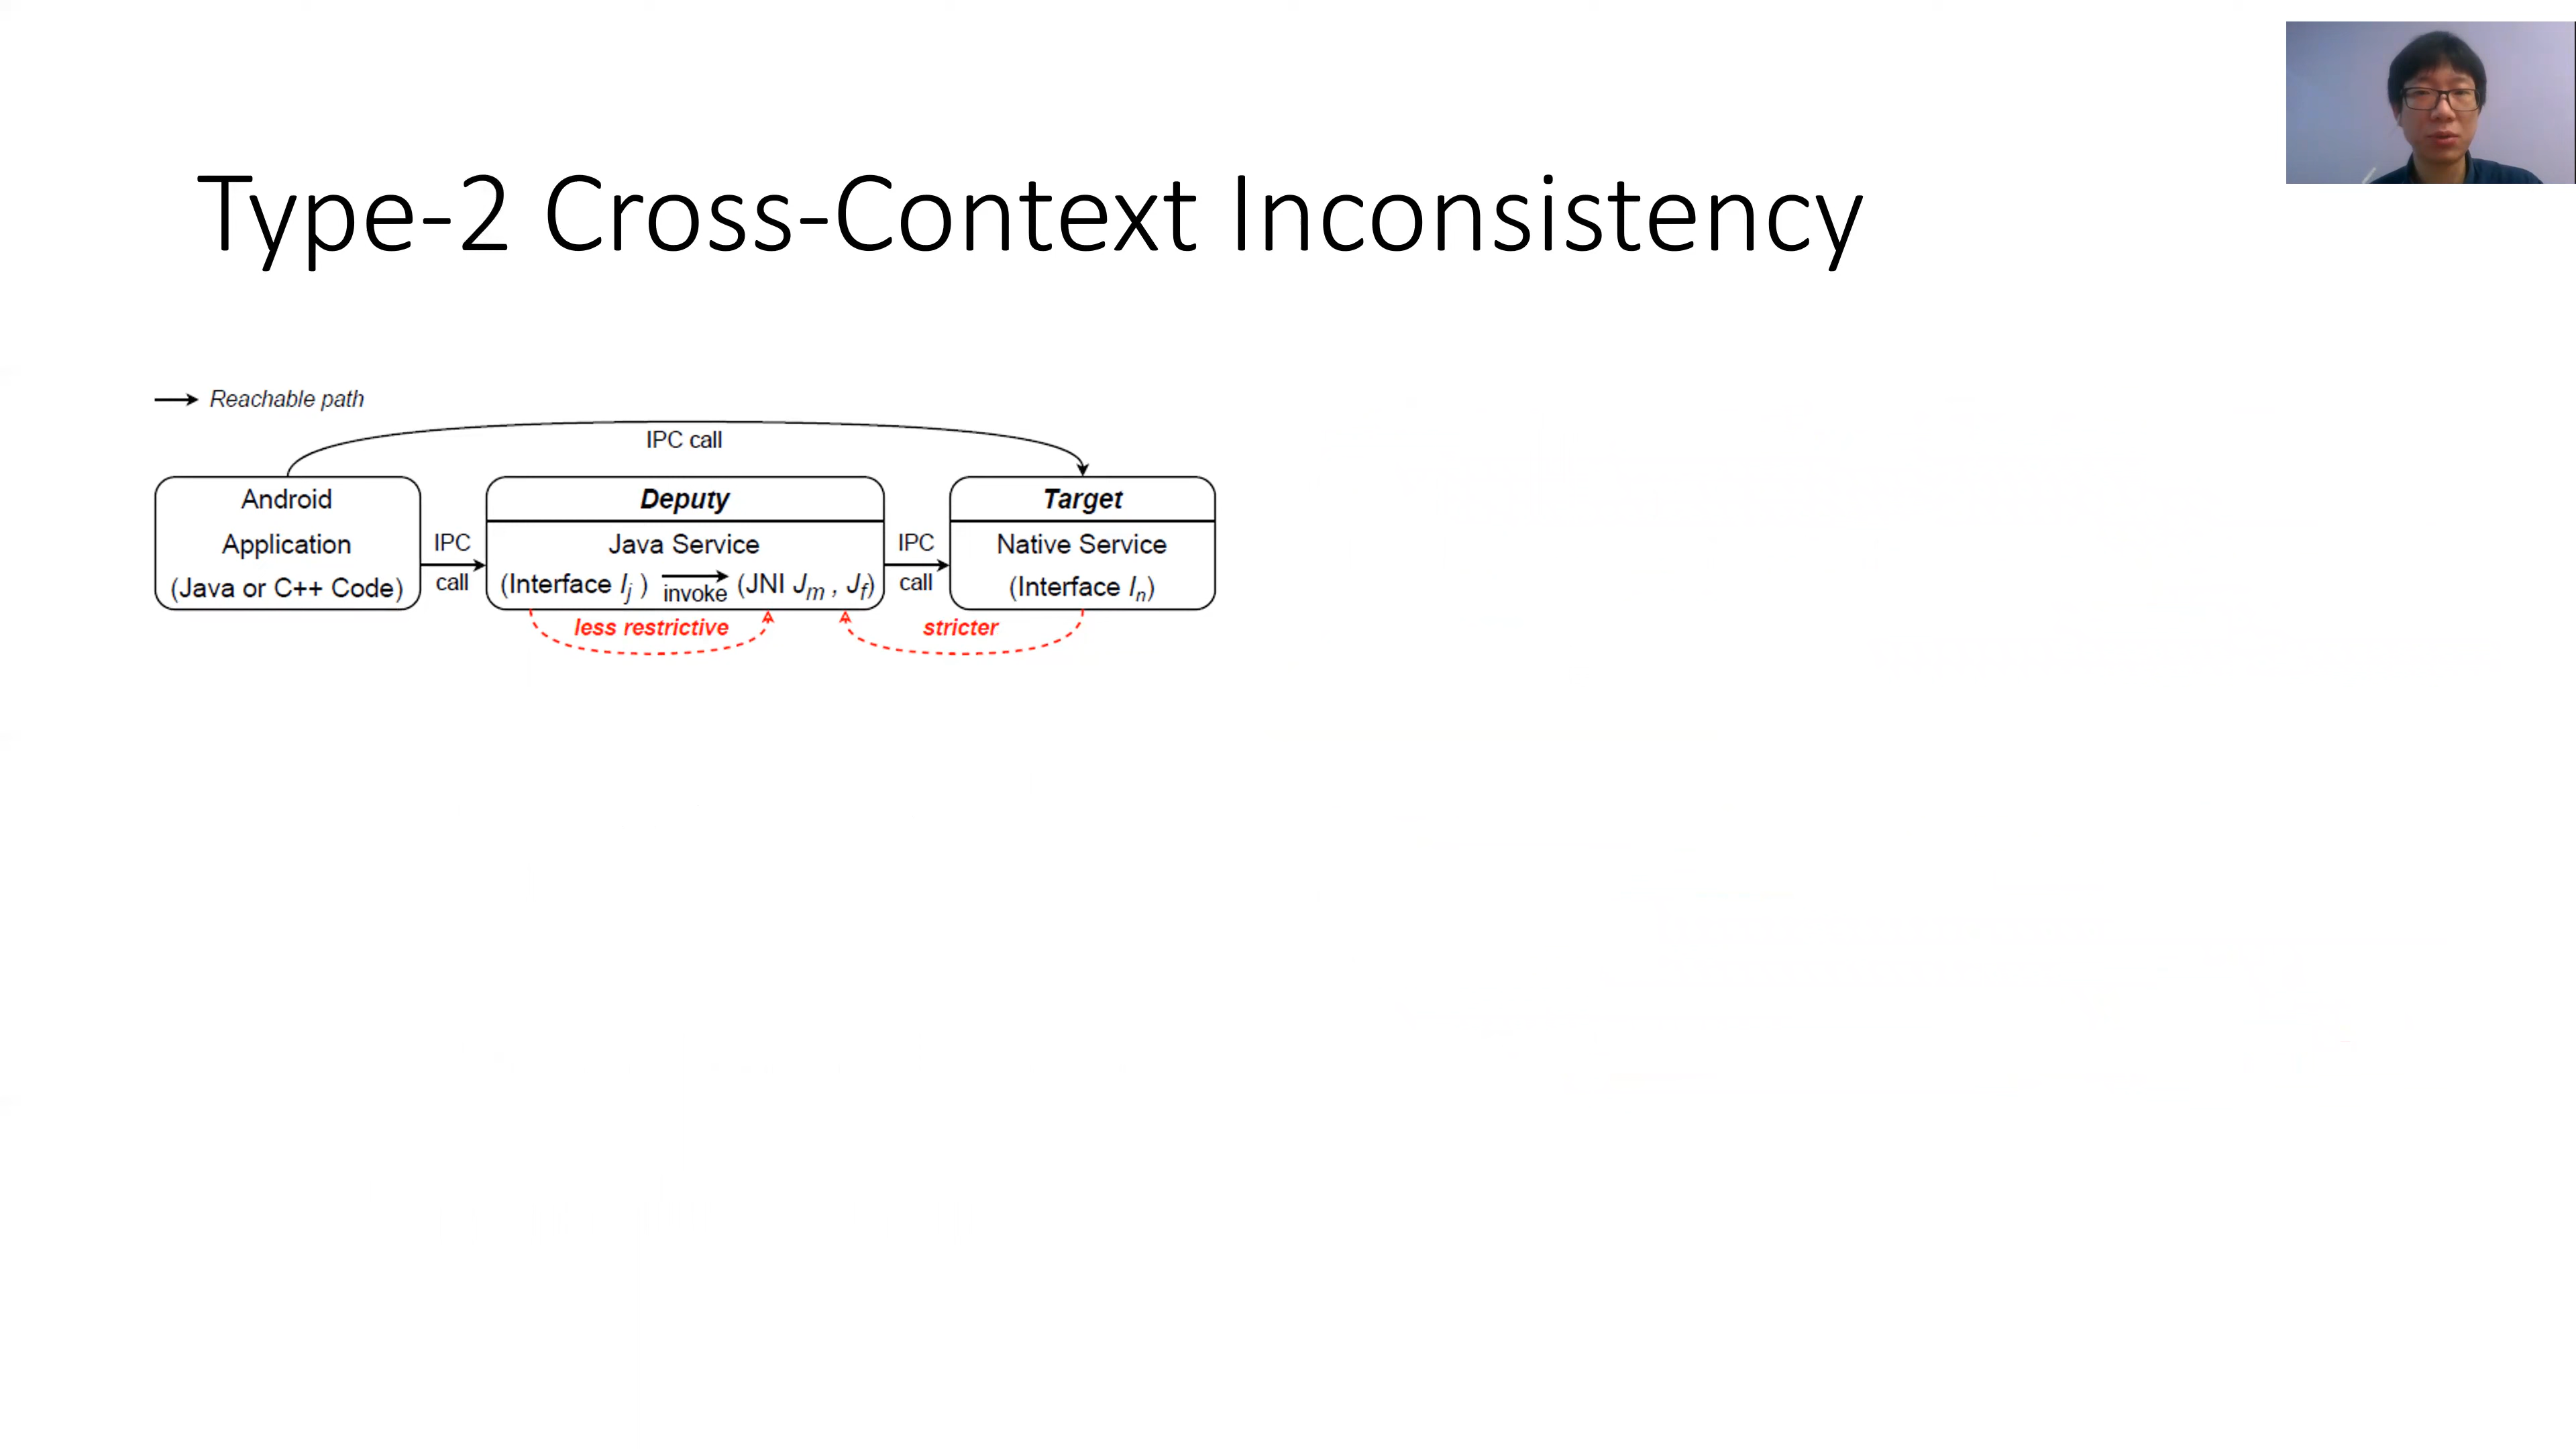 Type-2 Cross-Context Inconsistency
Reachable path
IPC call
Android
Application
(Java or C++ Code)
IPC
call
Deputy
Java Service
(Interface Ij ) invoke (JNI Jm , Jf)
IPC
call
Target
Native Service
(Interface In)
less restrictive
stricter